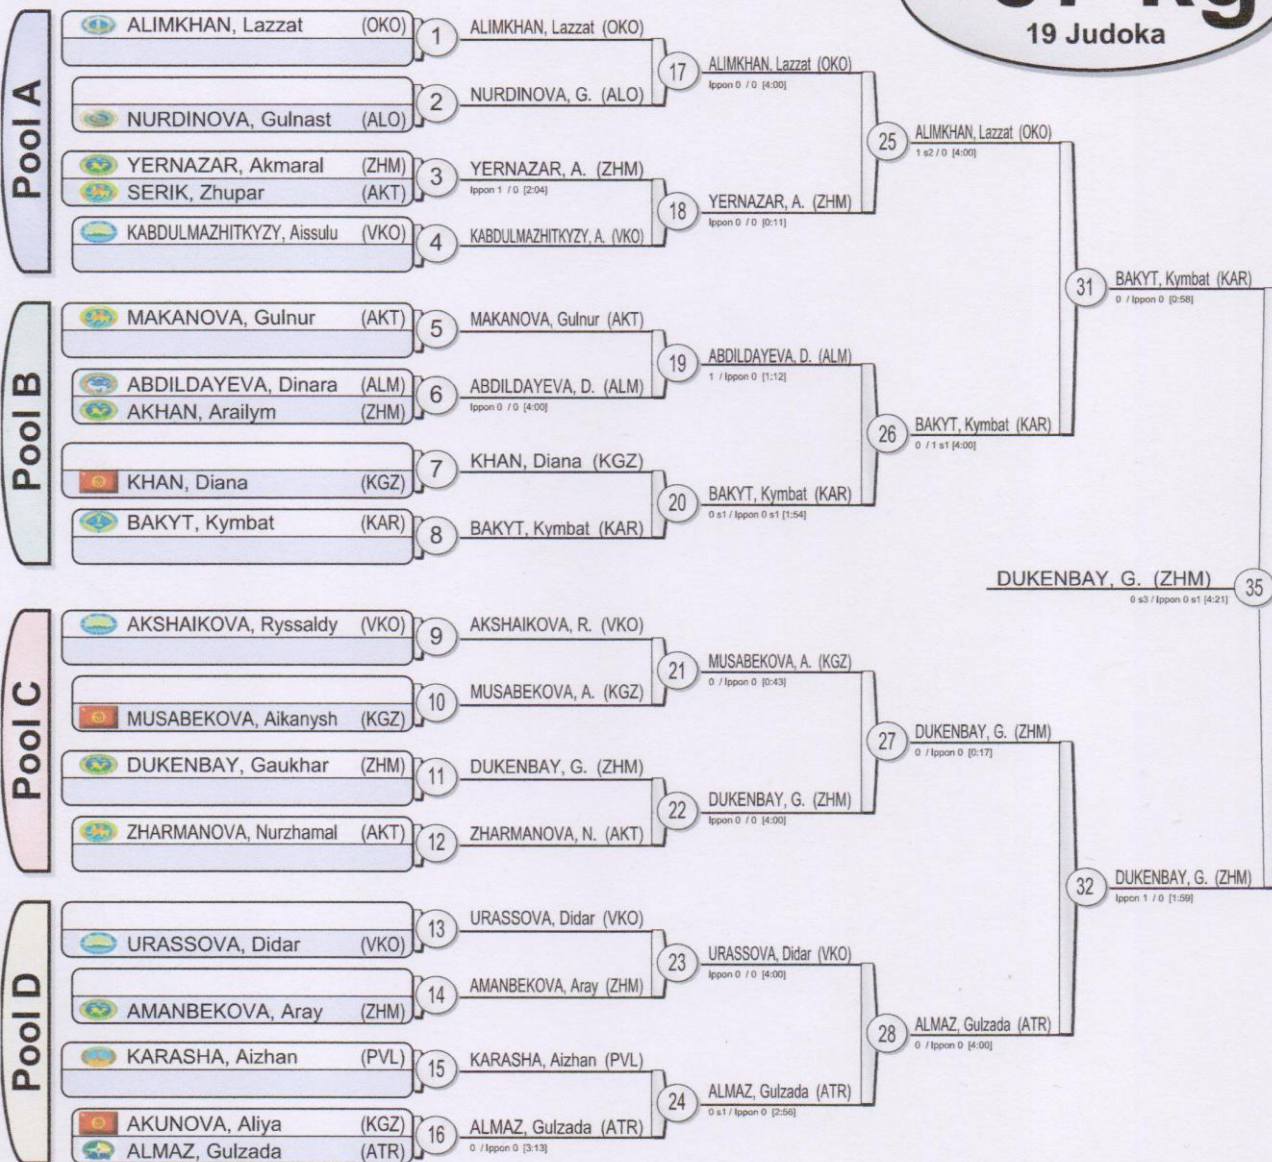 19 Judoka
Pool A
ALIMKHAN, Lazzat (OKO)
1
NURDINOVA, Gulnast (ALO)
2
YERNAZAR, Akmaral (ZHM)
SERIK, Zhupar (AKT)
3
KABDULMAZHITKYZY, Aissulu (VKO)
4
Pool B
MAKANOVA, Gulnur (AKT)
5
ABDILDAYEVA, Dinara (ALM)
AKHAN, Arailym (ZHM)
6
KHAN, Diana (KGZ)
7
BAKYT, Kymbat (KAR)
8
Pool C
AKSHAIKOVA, Ryssaldy (VKO)
9
MUSABEKOVA, Aikanysh (KGZ)
10
DUKENBAY, Gaukhar (ZHM)
11
ZHARMANOVA, Nurzhamal (AKT)
12
Pool D
URASSOVA, Didar (VKO)
13
AMANBEKOVA, Aray (ZHM)
14
KARASHA, Aizhan (PVL)
15
AKUNOVA, Aliya (KGZ)
ALMAZ, Gulzada (ATR)
16
ALIMKHAN, Lazzat (OKO)
NURDINOVA, G. (ALO)
17
YERNAZAR, A. (ZHM)
Ippon 1 / 0 [2:04]
KABDULMAZHITKYZY, A. (VKO)
18
MAKANOVA, Gulnur (AKT)
ABDILDAYEVA, D. (ALM)
Ippon 0 / 0 [4:00]
19
KHAN, Diana (KGZ)
BAKYT, Kymbat (KAR)
20
AKSHAIKOVA, R. (VKO)
MUSABEKOVA, A. (KGZ)
21
DUKENBAY, G. (ZHM)
ZHARMANOVA, N. (AKT)
22
URASSOVA, Didar (VKO)
AMANBEKOVA, Aray (ZHM)
23
KARASHA, Aizhan (PVL)
ALMAZ, Gulzada (ATR)
0 / Ippon 0 [3:13]
24
ALIMKHAN, Lazzat (OKO)
Ippon 0 / 0 [4:00]
YERNAZAR, A. (ZHM)
Ippon 0 / 0 [0:11]
25
ABDILDAYEVA, D. (ALM)
1 / Ippon 0 [1:12]
BAKYT, Kymbat (KAR)
0 s1 / Ippon 0 s1 [1:54]
26
MUSABEKOVA, A. (KGZ)
0 / Ippon 0 [0:43]
DUKENBAY, G. (ZHM)
Ippon 0 / 0 [4:00]
27
URASSOVA, Didar (VKO)
Ippon 0 / 0 [4:00]
ALMAZ, Gulzada (ATR)
0 s1 / Ippon 0 [2:56]
28
ALIMKHAN, Lazzat (OKO)
1 s2 / 0 [4:00]
BAKYT, Kymbat (KAR)
0 / 1 s1 [4:00]
31
DUKENBAY, G. (ZHM)
0 / Ippon 0 [0:17]
ALMAZ, Gulzada (ATR)
0 / Ippon 0 [4:00]
32
BAKYT, Kymbat (KAR)
0 / Ippon 0 [0:58]
DUKENBAY, G. (ZHM)
Ippon 1 / 0 [1:59]
DUKENBAY, G. (ZHM)
0 s3 / Ippon 0 s1 [4:21]
35